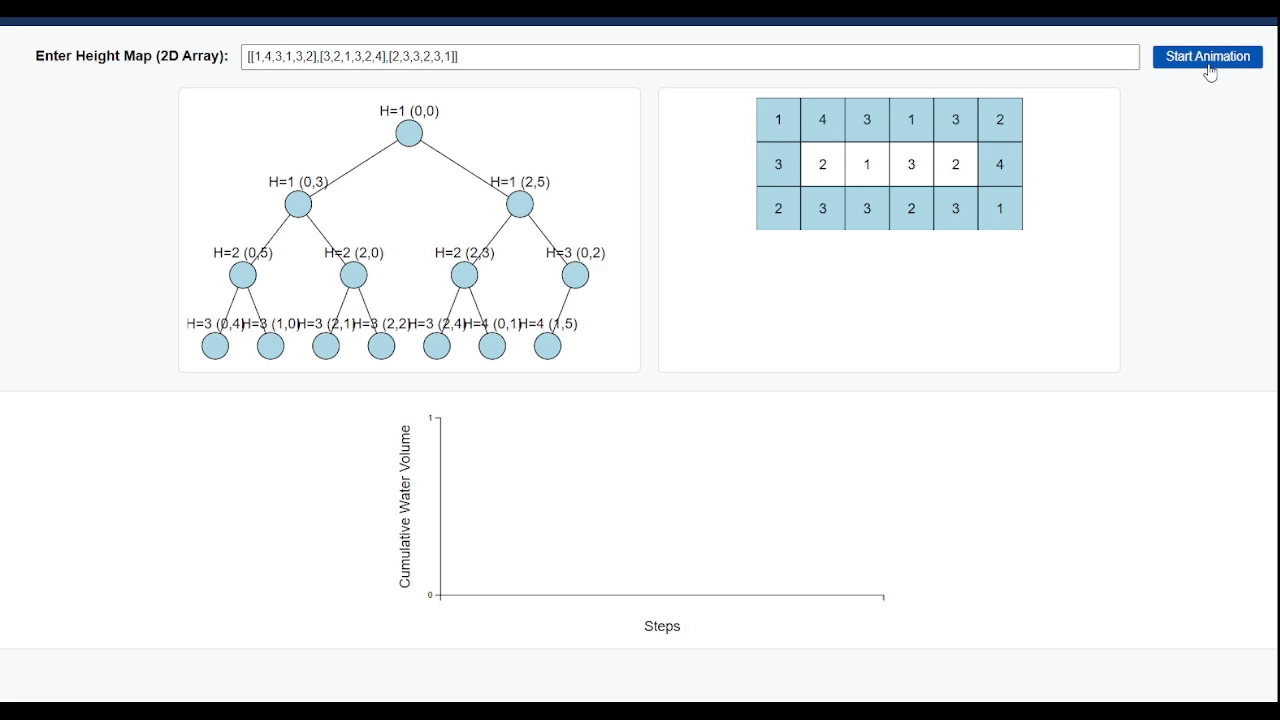 Enter Height Map (2D Array): [[1,4,3,1,3,2],[3,2,1,3,2,4],[2,3,3,2,3,1]] Start Animation
H=1 (0,0)
H=1 (0,3) H=1 (2,5)
H=2 (0,5) H=2 (2,0) H=2 (2,3) H=3 (0,2)
H=3 (0,4) H=3 (1,0) H=3 (2,1) H=3 (2,2) H=3 (2,4) H=4 (0,1) H=4 (1,5)
1 4 3 1 3 2
3 2 1 3 2 4
2 3 3 2 3 1
1
Cumulative Water Volume
0
Steps